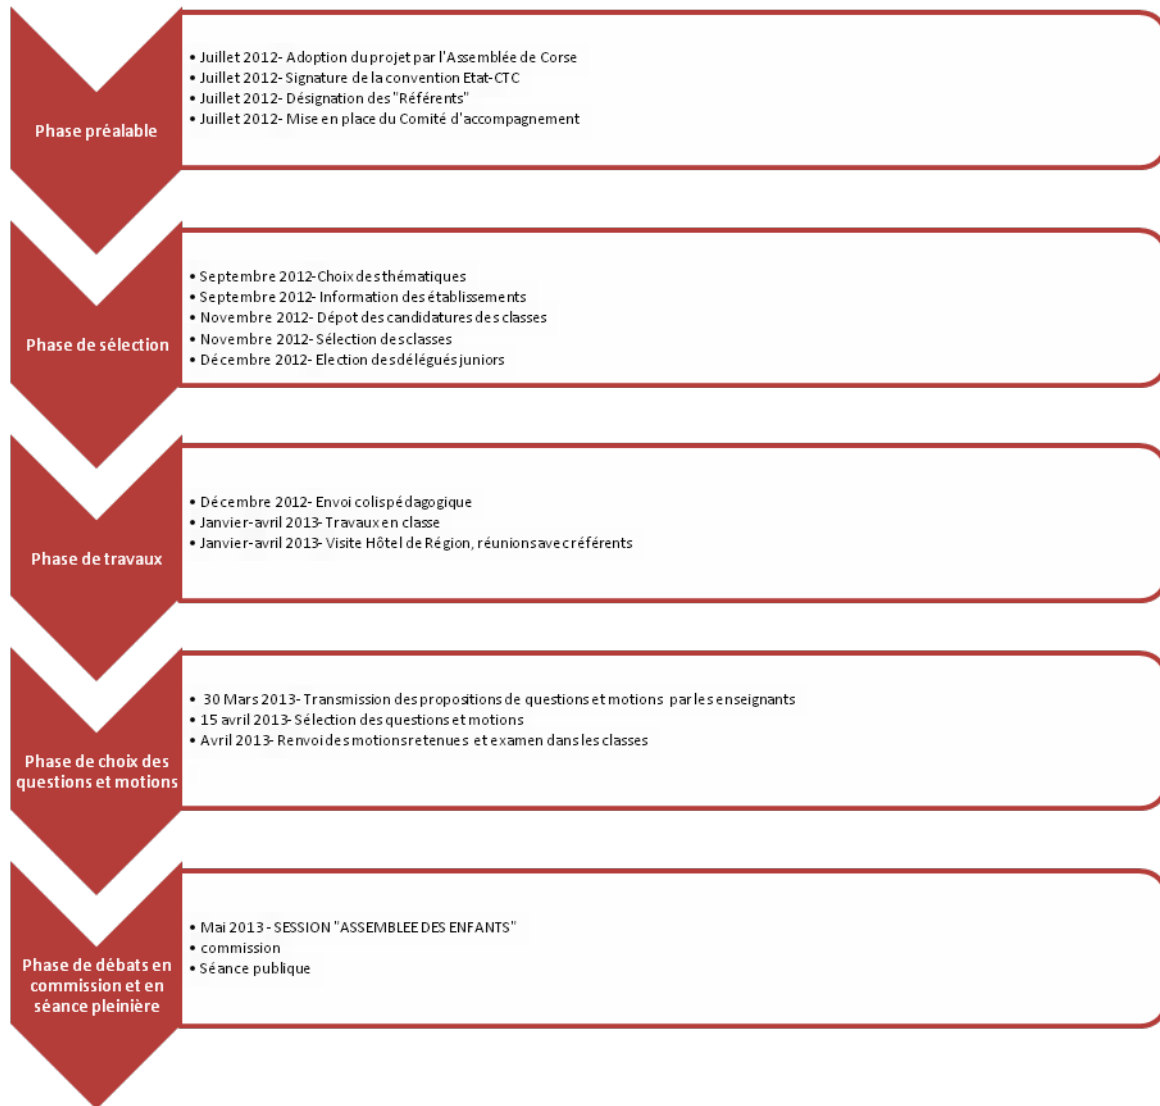 Phase préalable
• Juillet 2012- Adoption du projet par l'Assemblée de Corse
• Juillet 2012- Signature de la convention Etat-CTC
• Juillet 2012- Désignation des "Référents"
• Juillet 2012- Mise en place du Comité d'accompagnement
Phase de sélection
• Septembre 2012-Choix des thématiques
• Septembre 2012- Information des établissements
• Novembre 2012- Dépot des candidatures des classes
• Novembre 2012- Sélection des classes
• Décembre 2012- Election des délégués juniors
Phase de travaux
• Décembre 2012- Envoi colis pédagogique
• Janvier-avril 2013- Travaux en classe
• Janvier-avril 2013- Visite Hôtel de Région, réunions avec référents
Phase de choix des
questions et motions
• 30 Mars 2013- Transmission des propositions de questions et motions par les enseignants
• 15 avril 2013- Sélection des questions et motions
• Avril 2013- Renvoi des motions retenues et examen dans les classes
Phase de débats en
commission et en
séance pleinière
• Mai 2013 - SESSION "ASSEMBLEE DES ENFANTS"
• commission
• Séance publique